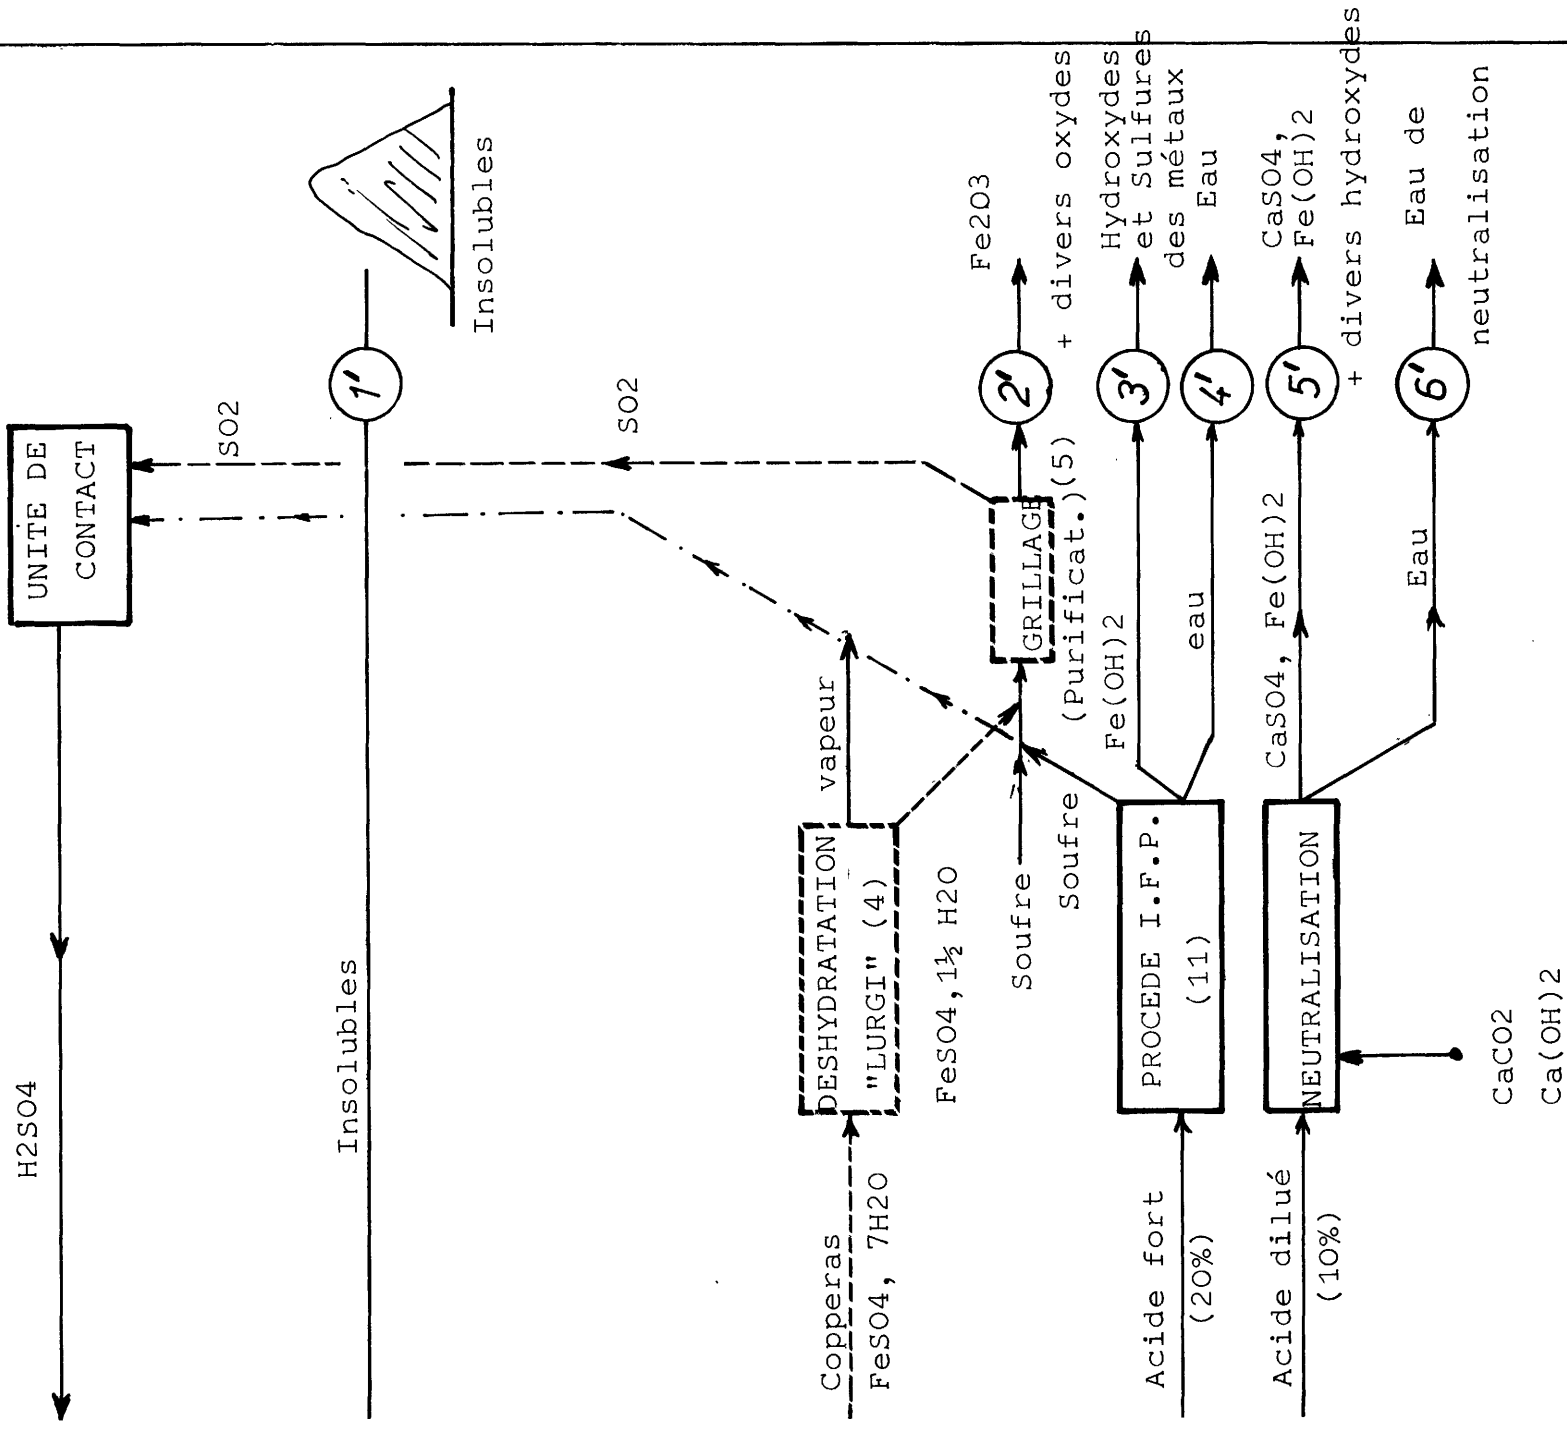 H2SO4
UNITE DE
CONTACT
SO2
Insolubles
1'
Insolubles
SO2
Copperas
FeSO4, 7H2O
DESHYDRATATION
"LURGI" (4)
vapeur
FeSO4, 1½ H2O
Soufre
GRILLAGE
(Purificat.)(5)
2'
Fe2O3
+ divers oxydes
Soufre
Acide fort
(20%)
PROCEDE I.F.P.
(11)
Fe(OH)2
3'
Hydroxydes
et Sulfures
des métaux
eau
4'
Eau
Acide dilué
(10%)
NEUTRALISATION
CaSO4, Fe(OH)2
5'
CaSO4,
Fe(OH)2
+ divers hydroxydes
Eau
6'
Eau de
neutralisation
CaCO2
Ca(OH)2